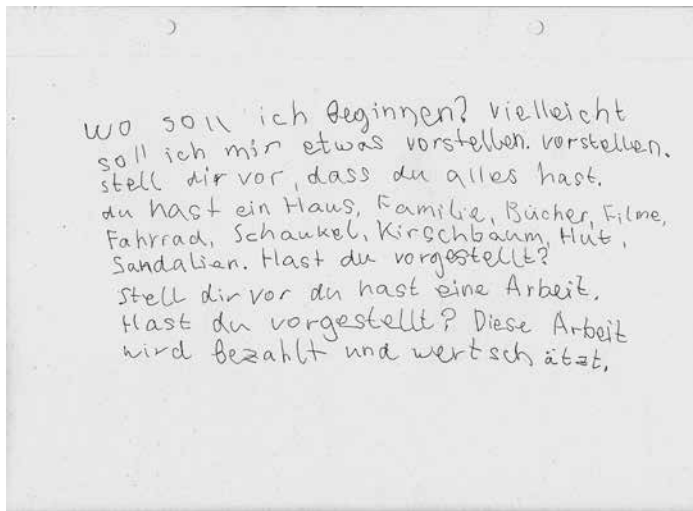 wo soll ich beginnen? vielleicht
soll ich mir etwas vorstellen. vorstellen.
stell dir vor, dass du alles hast.
du hast ein Haus, Familie, Bücher, Filme,
Fahrrad, Schaukel, Kirschbaum, Hut,
Sandalien. Hast du vorgestellt?
stell dir vor du hast eine Arbeit.
Hast du vorgestellt? Diese Arbeit
wird bezahlt und wertschätzt.